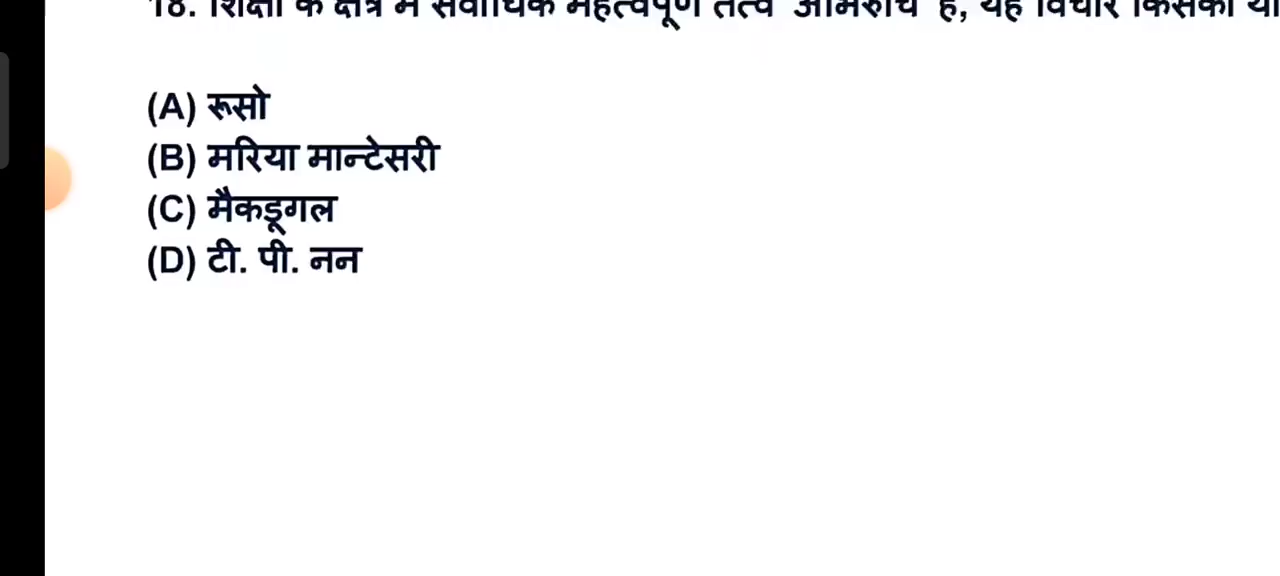 18. शिक्षा के क्षेत्र में सर्वाधिक महत्वपूर्ण तत्व 'अभिरुचि' है, यह विचार किसका
(A) रूसो
(B) मरिया मान्टेसरी
(C) मैकडूगल
(D) टी. पी. नन